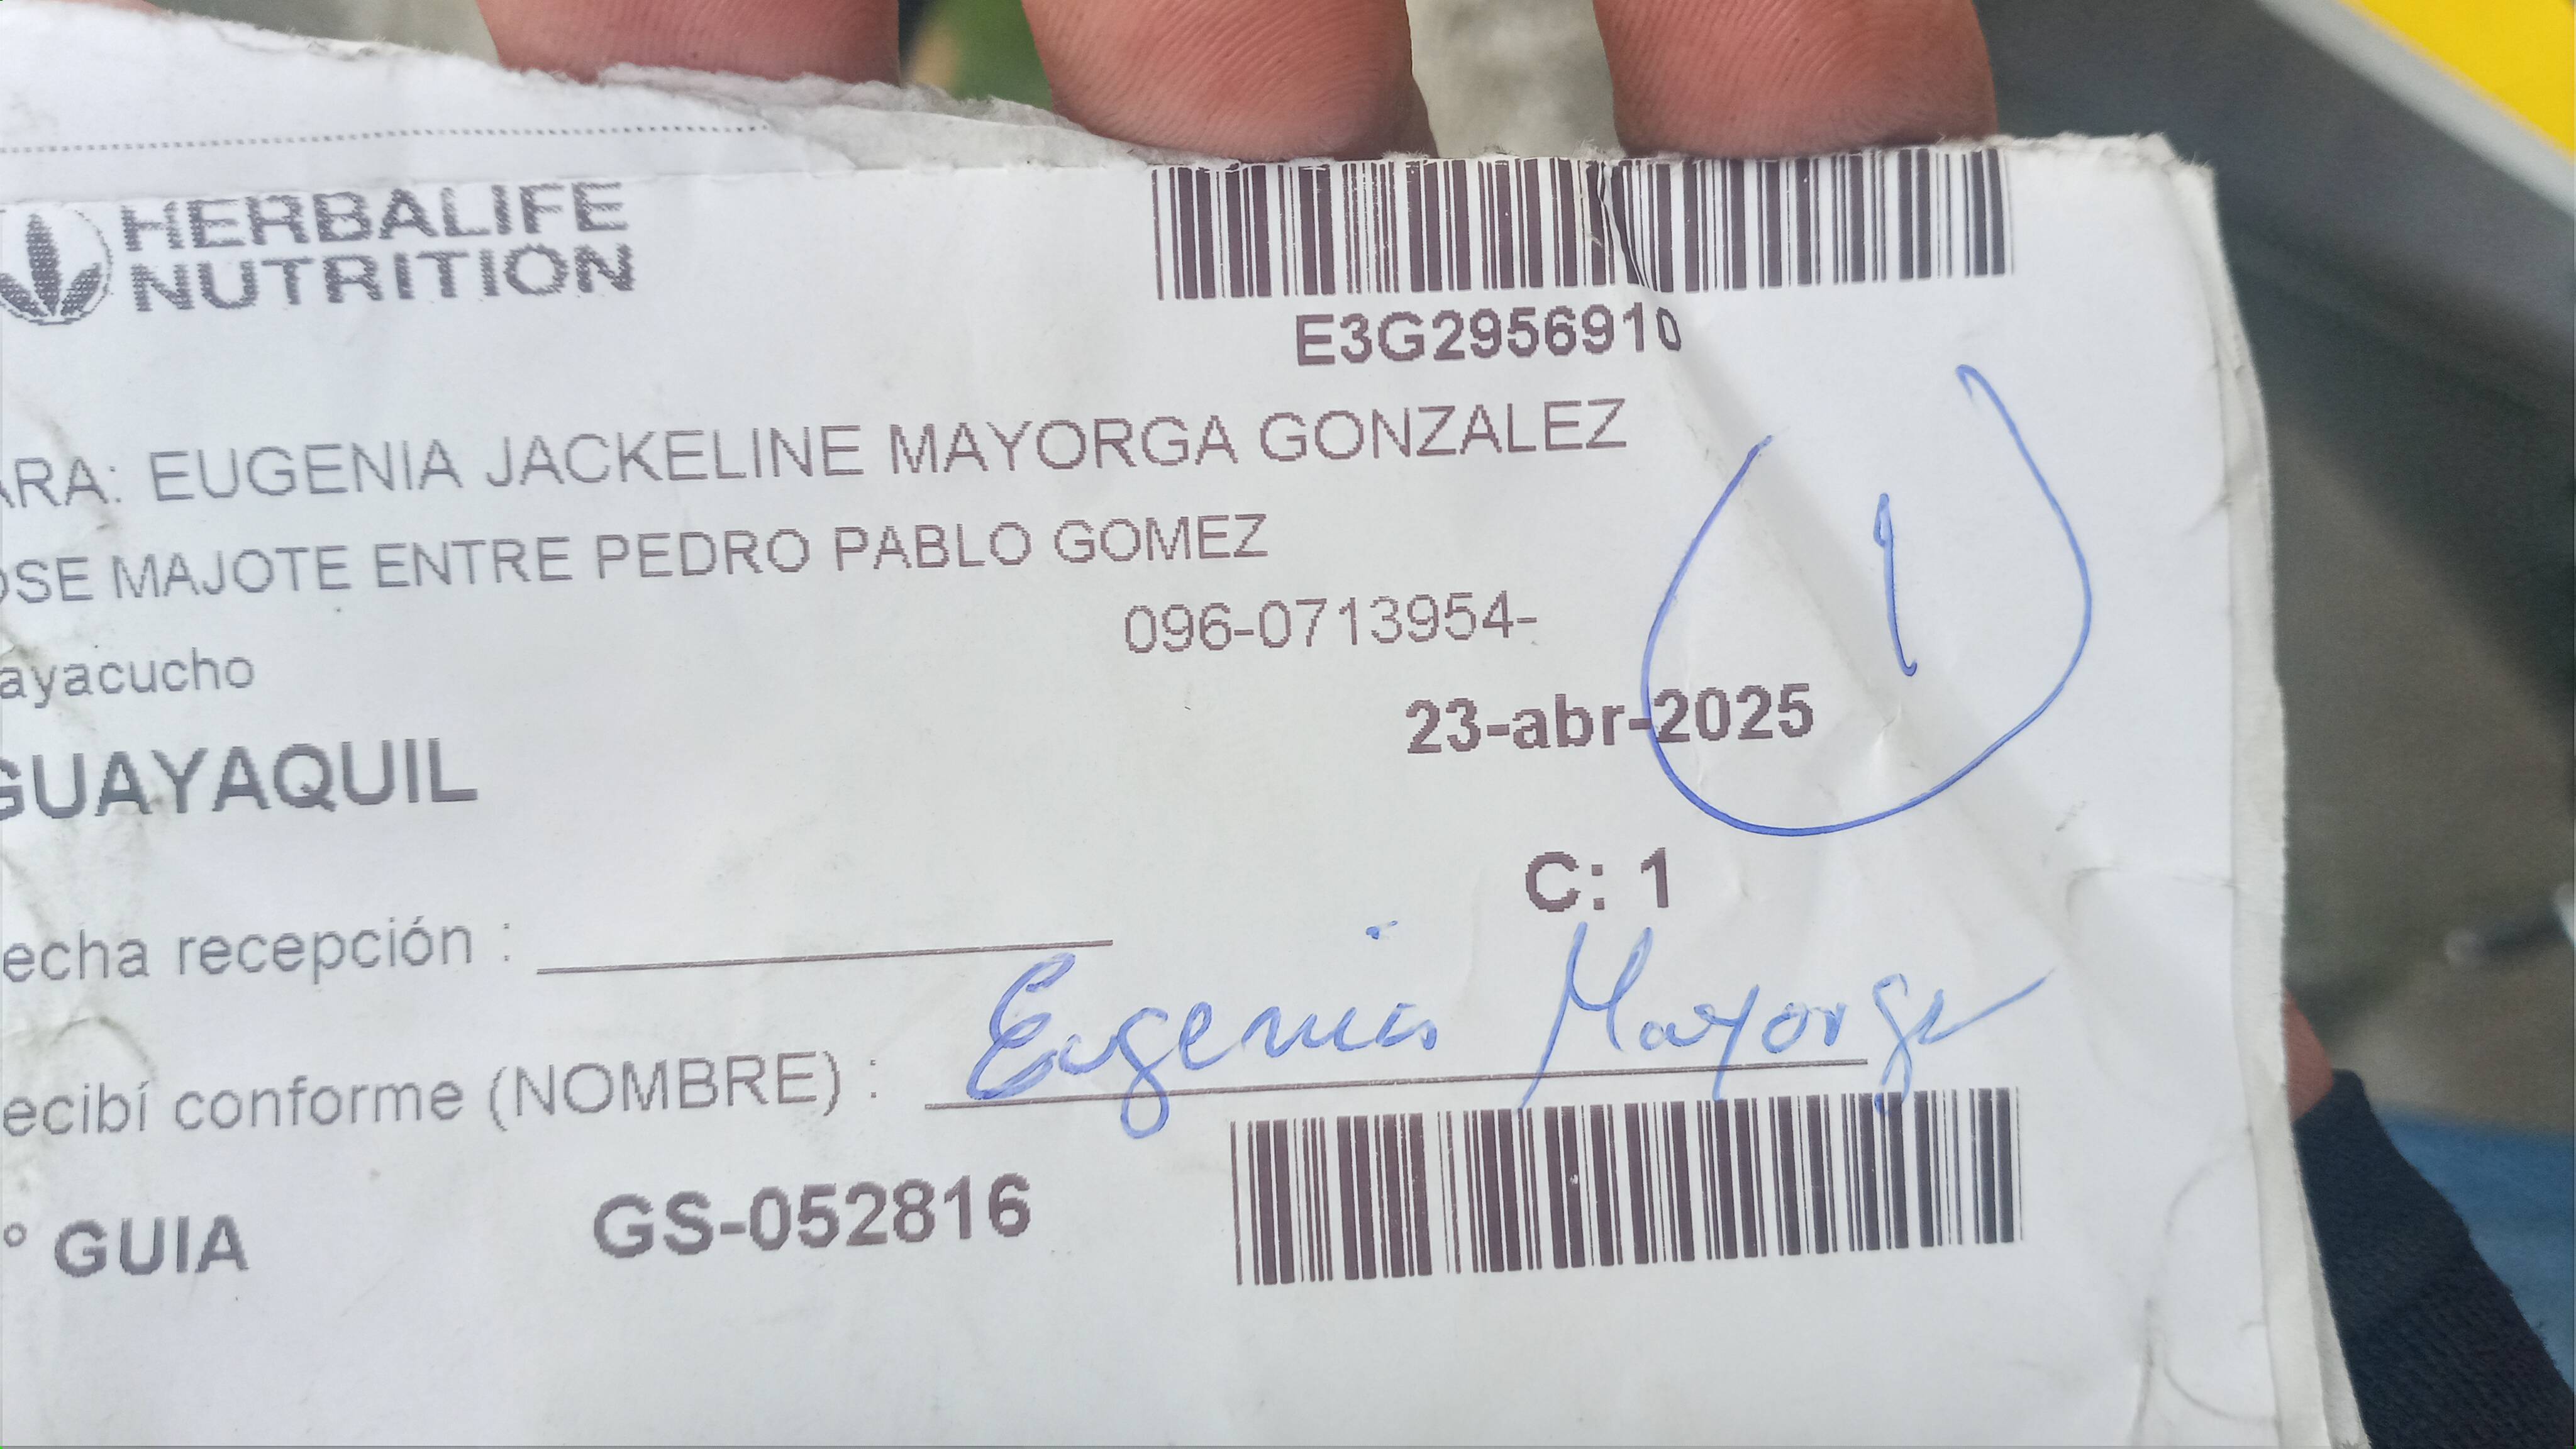 HERBALIFE
NUTRITION
E3G2956910
ARA: EUGENIA JACKELINE MAYORGA GONZALEZ
OSE MAJOTE ENTRE PEDRO PABLO GOMEZ
096-0713954-
ayacucho
1
23-abr-2025
GUAYAQUIL
C: 1
echa recepción :
ecibí conforme (NOMBRE) : Eugenia Mayorga
° GUIA GS-052816